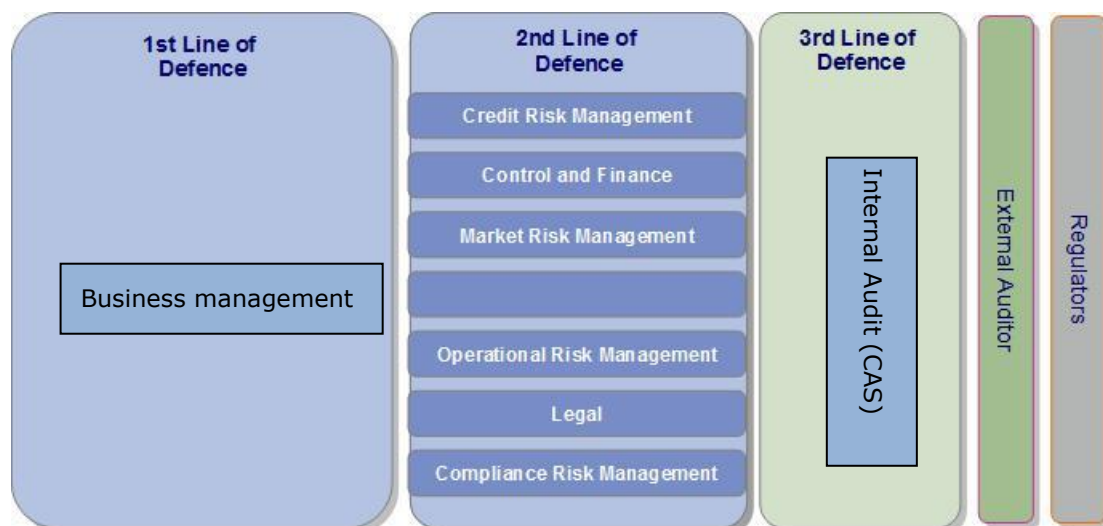 1st Line of
Defence
Business management
2nd Line of
Defence
Credit Risk Management
Control and Finance
Market Risk Management
Operational Risk Management
Legal
Compliance Risk Management
3rd Line of
Defence
Internal Audit (CAS)
External Auditor
Regulators